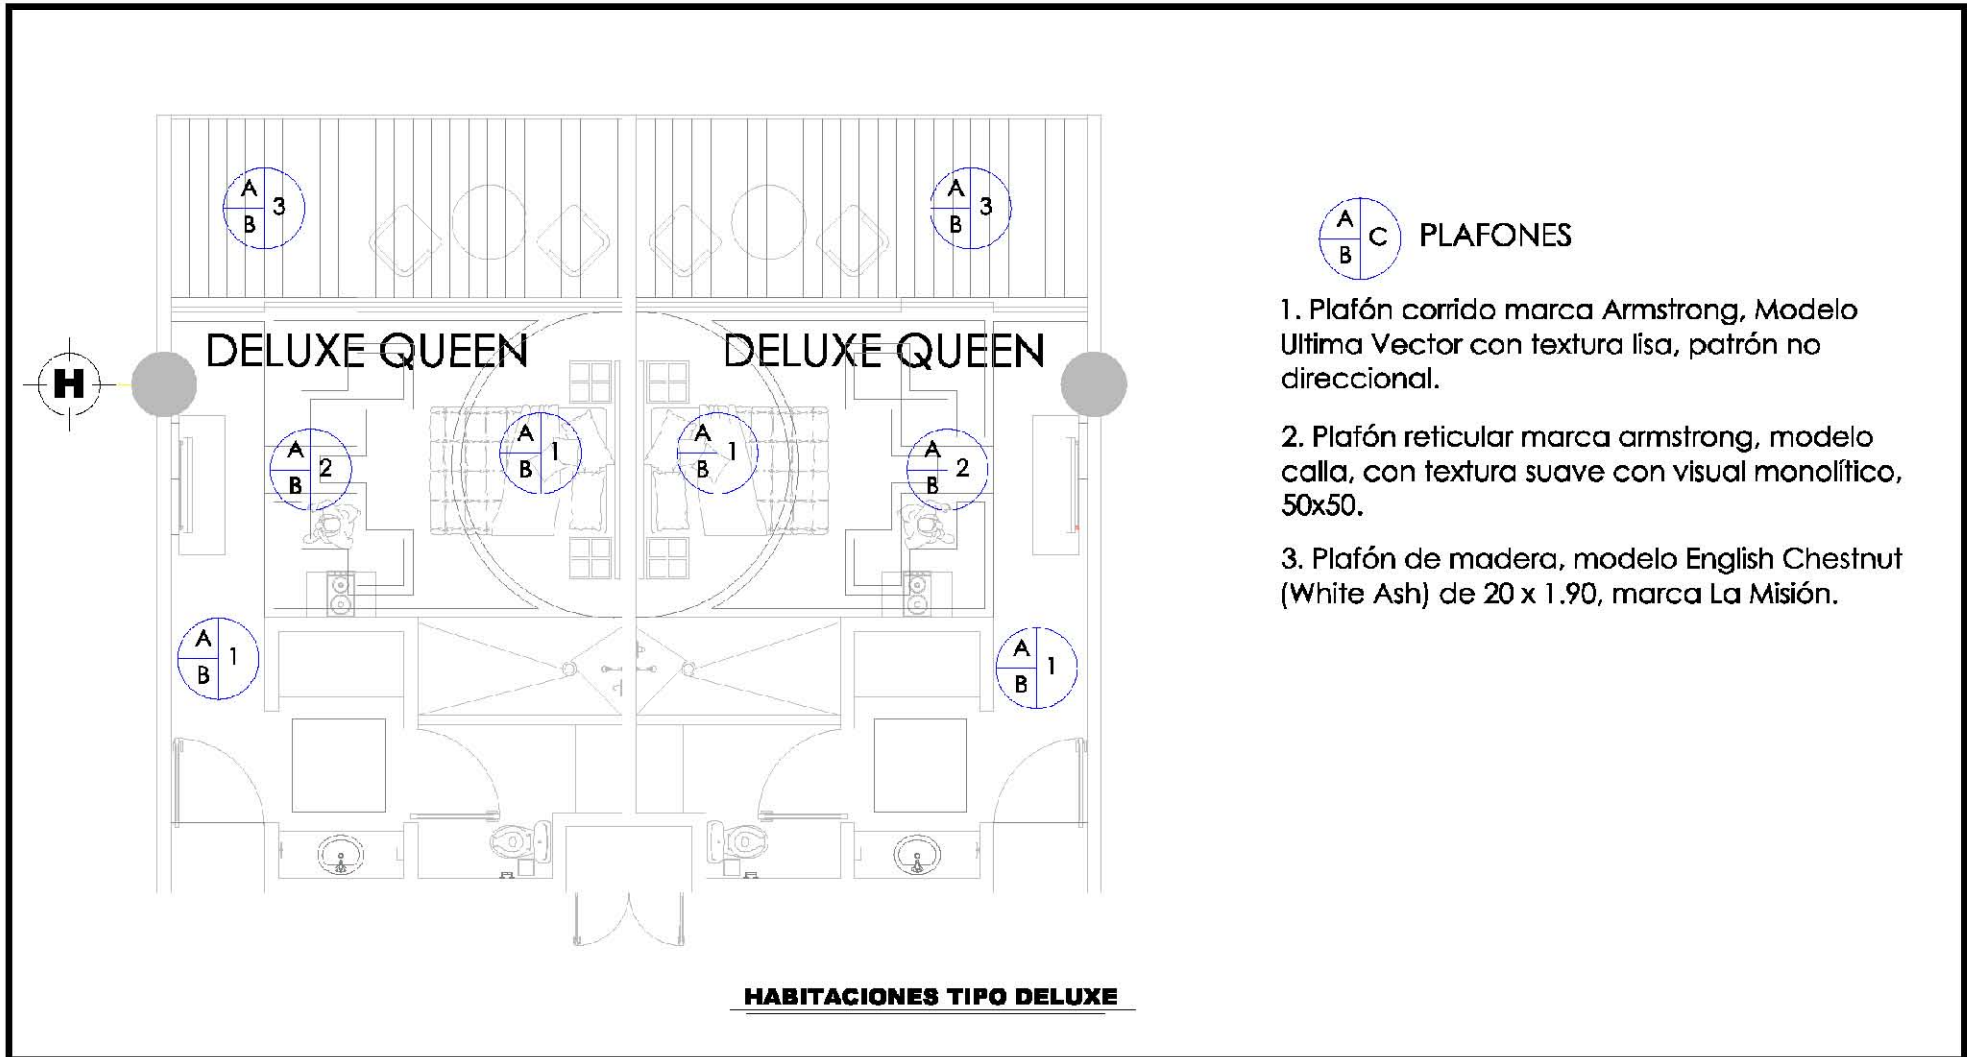 A
B
3
A
B
3
DELUXE QUEEN
DELUXE QUEEN
H
A
B
2
A
B
1
A
B
1
A
B
2
A
B
1
A
B
1
HABITACIONES TIPO DELUXE
A
B
C
PLAFONES
1. Plafón corrido marca Armstrong, Modelo
Ultima Vector con textura lisa, patrón no
direccional.
2. Plafón reticular marca armstrong, modelo
calla, con textura suave con visual monolítico,
50x50.
3. Plafón de madera, modelo English Chestnut
(White Ash) de 20 x 1.90, marca La Misión.